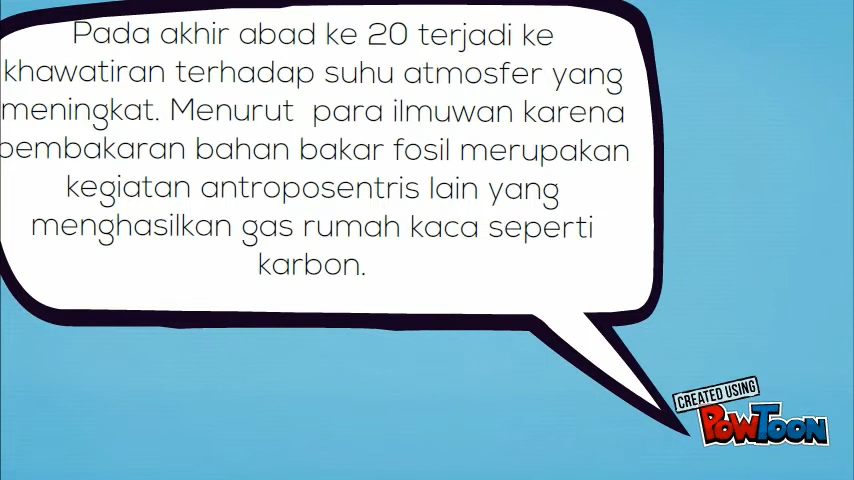 Pada akhir abad ke 20 terjadi ke
khawatiran terhadap suhu atmosfer yang
meningkat. Menurut para ilmuwan karena
pembakaran bahan bakar fosil merupakan
kegiatan antroposentris lain yang
menghasilkan gas rumah kaca seperti
karbon.
CREATED USING
POWTOON